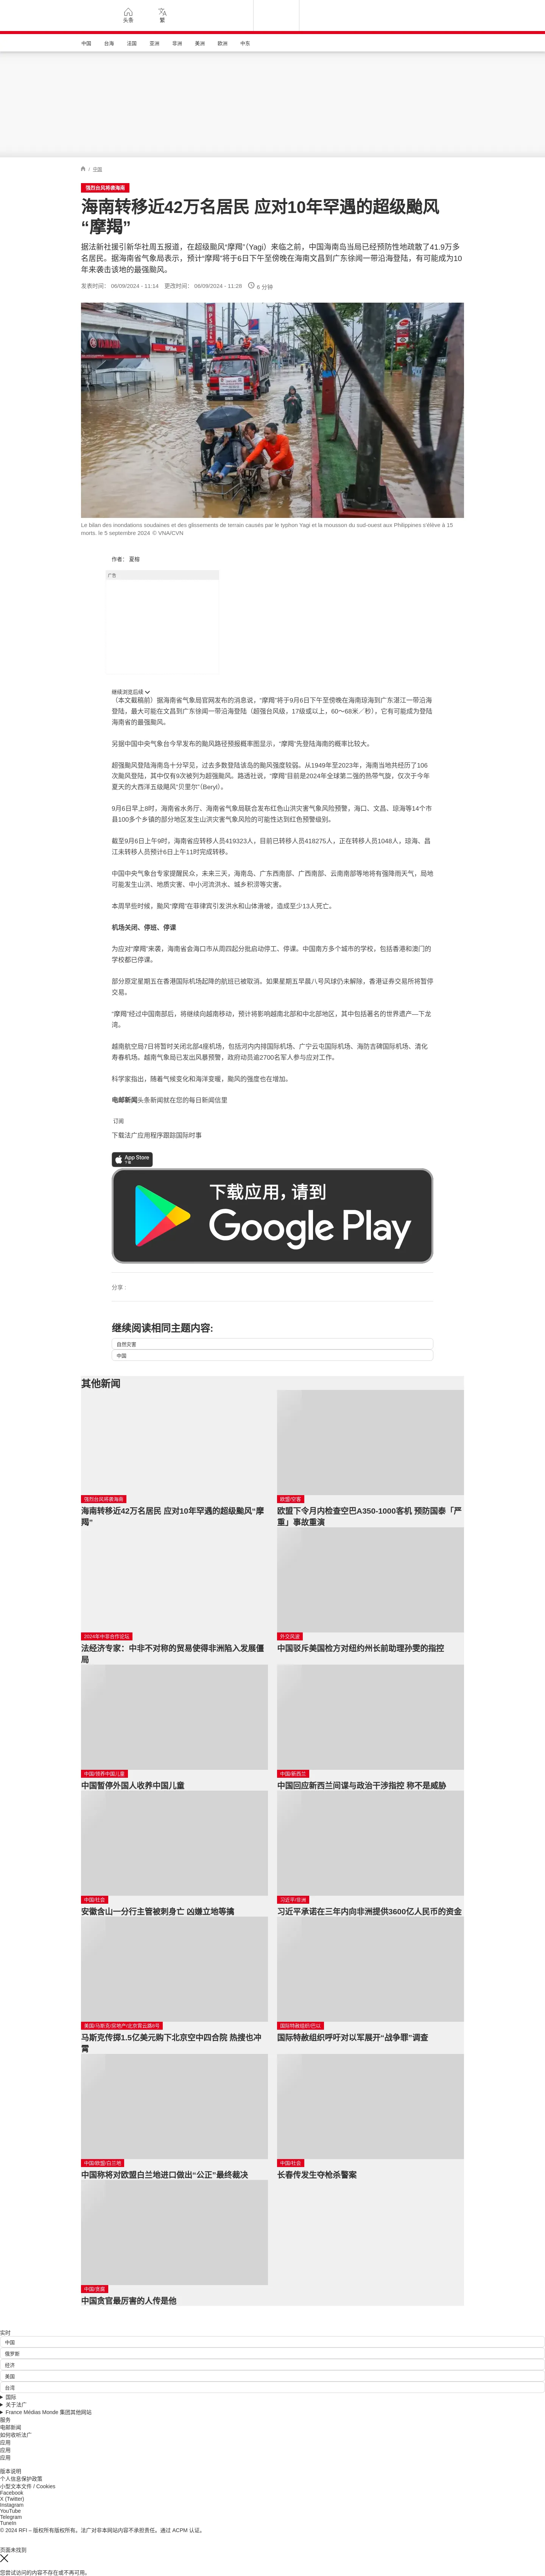 头条
繁
中国 台海 法国 亚洲 非洲 美洲 欧洲 中东
/ 中国
强烈台风将袭海南
海南转移近42万名居民 应对10年罕遇的超级颱风
“摩羯”
据法新社援引新华社周五报道，在超级颱风“摩羯”（Yagi）来临之前，中国海南岛当局已经预防性地疏散了41.9万多
名居民。据海南省气象局表示，预计“摩羯”将于6日下午至傍晚在海南文昌到广东徐闻一带沿海登陆，有可能成为10
年来袭击该地的最强颱风。
发表时间： 06/09/2024 - 11:14 更改时间： 06/09/2024 - 11:28 6 分钟
Le bilan des inondations soudaines et des glissements de terrain causés par le typhon Yagi et la mousson du sud-ouest aux Philippines s'élève à 15
morts. le 5 septembre 2024 © VNA/CVN
作者： 夏榕
广告
继续浏览后续
（本文截稿前）据海南省气象局官网发布的消息说，“摩羯”将于9月6日下午至傍晚在海南琼海到广东湛江一带沿海
登陆，最大可能在文昌到广东徐闻一带沿海登陆（超强台风级，17级或以上，60～68米／秒），它有可能成为登陆
海南省的最强颱风。
另据中国中央气象台今早发布的颱风路径预报概率图显示，“摩羯”先登陆海南的概率比较大。
超强颱风登陆海南岛十分罕见，过去多数登陆该岛的颱风强度较弱。从1949年至2023年，海南当地共经历了106
次颱风登陆，其中仅有9次被列为超强颱风。路透社说，“摩羯”目前是2024年全球第二强的热带气旋，仅次于今年
夏天的大西洋五级飓风“贝里尔”（Beryl）。
9月6日早上8时，海南省水务厅、海南省气象局联合发布红色山洪灾害气象风险预警，海口、文昌、琼海等14个市
县100多个乡镇的部分地区发生山洪灾害气象风险的可能性达到红色预警级别。
截至9月6日上午9时，海南省应转移人员419323人，目前已转移人员418275人，正在转移人员1048人，琼海、昌
江未转移人员预计6日上午11时完成转移。
中国中央气象台专家提醒民众，未来三天，海南岛、广东西南部、广西南部、云南南部等地将有强降雨天气，局地
可能发生山洪、地质灾害、中小河流洪水、城乡积涝等灾害。
本周早些时候，颱风“摩羯”在菲律宾引发洪水和山体滑坡，造成至少13人死亡。
机场关闭、停班、停课
为应对“摩羯”来袭，海南省会海口市从周四起分批启动停工、停课。中国南方多个城市的学校，包括香港和澳门的
学校都已停课。
部分原定星期五在香港国际机场起降的航班已被取消。如果星期五早晨八号风球仍未解除，香港证券交易所将暂停
交易。
“摩羯”经过中国南部后，将继续向越南移动，预计将影响越南北部和中北部地区，其中包括著名的世界遗产—下龙
湾。
越南航空局7日将暂时关闭北部4座机场，包括河内内排国际机场、广宁云屯国际机场、海防吉碑国际机场、清化
寿春机场。越南气象局已发出风暴预警，政府动员逾2700名军人参与应对工作。
科学家指出，随着气候变化和海洋变暖，颱风的强度也在增加。
电邮新闻头条新闻就在您的每日新闻信里
订阅
下载法广应用程序跟踪国际时事
App Store
下载
下载应用，请到
Google Play
分享 :
继续阅读相同主题内容:
自然灾害
中国
其他新闻
强烈台风将袭海南
海南转移近42万名居民 应对10年罕遇的超级颱风“摩
羯”
欧盟/空客
欧盟下令月内检查空巴A350-1000客机 预防国泰「严
重」事故重演
2024年中非合作论坛
法经济专家：中非不对称的贸易使得非洲陷入发展僵
局
外交风波
中国驳斥美国检方对纽约州长前助理孙雯的指控
中国/领养中国儿童
中国暂停外国人收养中国儿童
中国/新西兰
中国回应新西兰间谍与政治干涉指控 称不是威胁
中国/社会
安徽含山一分行主管被刺身亡 凶嫌立地等擒
习近平/非洲
习近平承诺在三年内向非洲提供3600亿人民币的资金
美国/马斯克/房地产/北京霄云路8号
马斯克传掷1.5亿美元购下北京空中四合院 热搜也冲
霄
国际特赦组织/巴以
国际特赦组织呼吁对以军展开“战争罪”调查
中国/欧盟/白兰地
中国称将对欧盟白兰地进口做出“公正”最终裁决
中国/社会
长春传发生夺枪杀警案
中国/贪腐
中国贪官最厉害的人传是他
实时
中国
俄罗斯
经济
美国
台湾
国际
关于法广
France Médias Monde 集团其他网站
服务
电邮新闻
如何收听法广
应用
应用
应用
版本说明
个人信息保护政策
小型文本文件 / Cookies
Facebook
X (Twitter)
Instagram
YouTube
Telegram
TuneIn
© 2024 RFI – 版权所有版权所有。法广对非本网站内容不承担责任。通过 ACPM 认证。
页面未找到
您尝试访问的内容不存在或不再可用。